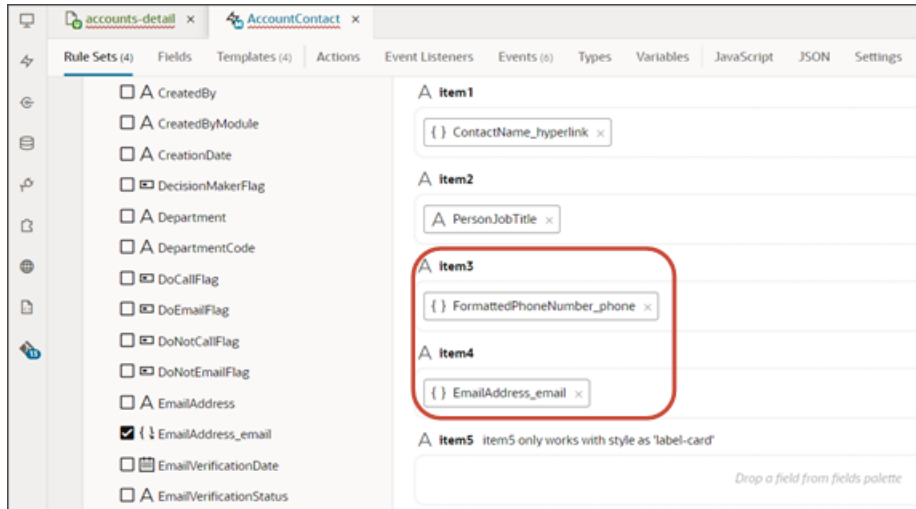 accounts-detail × AccountContact ×
Rule Sets (4) Fields Templates (4) Actions Event Listeners Events (6) Types Variables JavaScript JSON Settings
CreatedBy
CreatedByModule
CreationDate
DecisionMakerFlag
Department
DepartmentCode
DoCallFlag
DoEmailFlag
DoNotCallFlag
DoNotEmailFlag
EmailAddress
{ } EmailAddress_email
EmailVerificationDate
EmailVerificationStatus
item1
{ } ContactName_hyperlink ×
item2
PersonJobTitle ×
item3
{ } FormattedPhoneNumber_phone ×
item4
{ } EmailAddress_email ×
item5 item5 only works with style as 'label-card'
Drop a field from fields palette
15